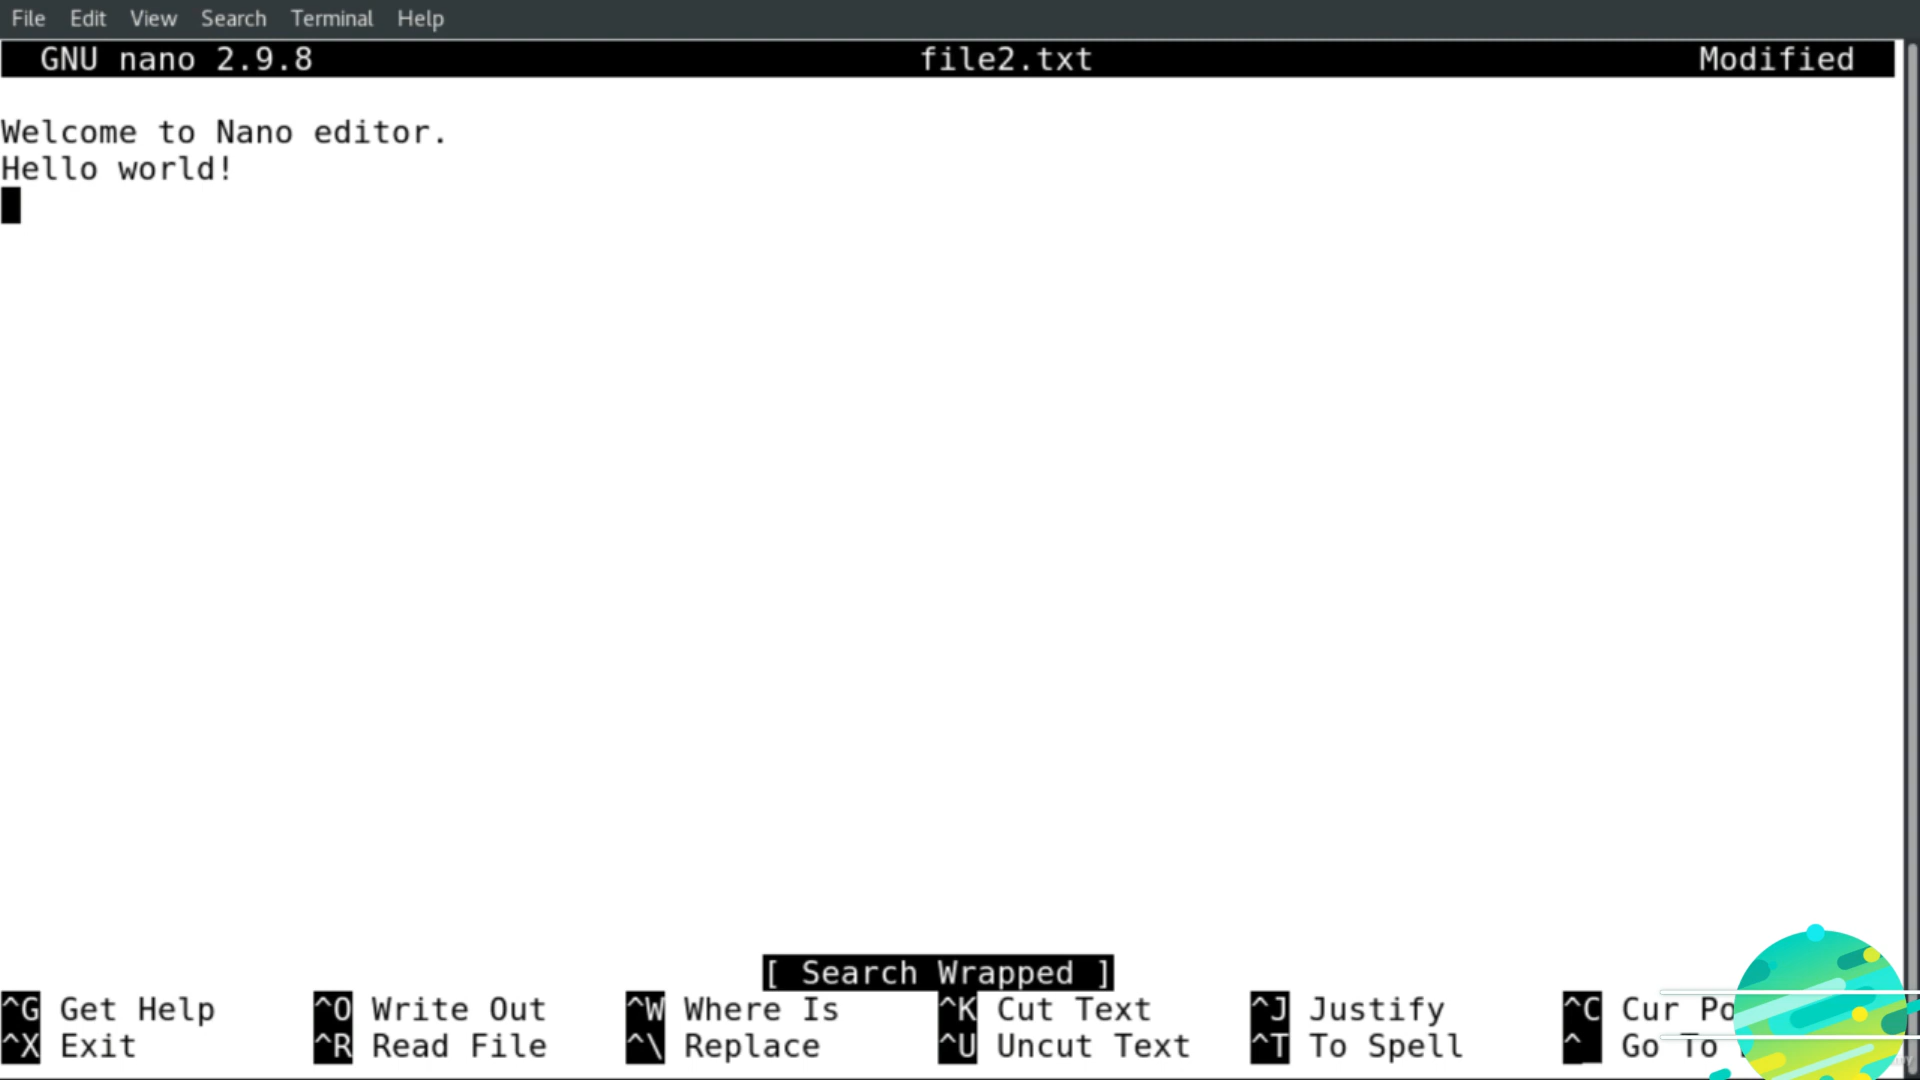 File Edit View Search Terminal Help
GNU nano 2.9.8 file2.txt Modified
Welcome to Nano editor.
Hello world!
[ Search Wrapped ]
^G Get Help ^O Write Out ^W Where Is ^K Cut Text ^J Justify ^C Cur
^X Exit ^R Read File ^\ Replace ^U Uncut Text ^T To Spell ^_ Go To